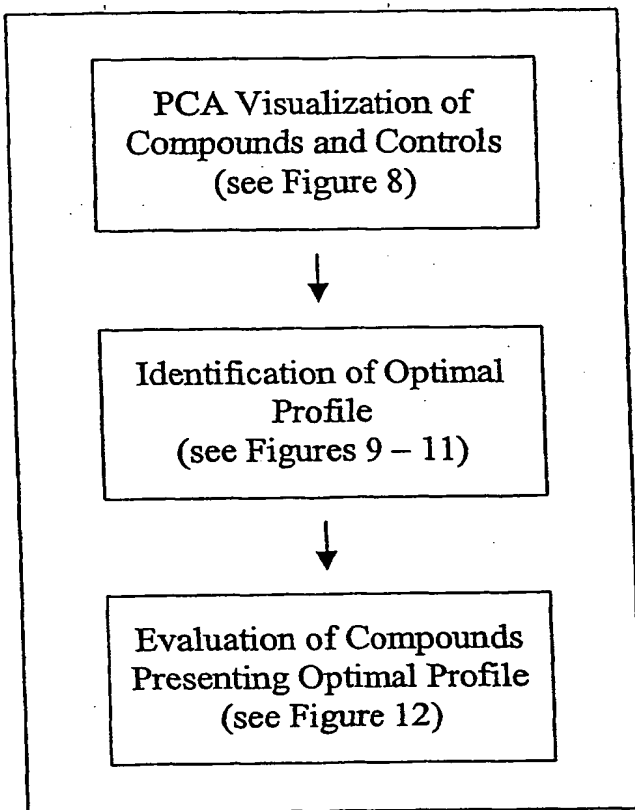 PCA Visualization of
Compounds and Controls
(see Figure 8)
Identification of Optimal
Profile
(see Figures 9 – 11)
Evaluation of Compounds
Presenting Optimal Profile
(see Figure 12)